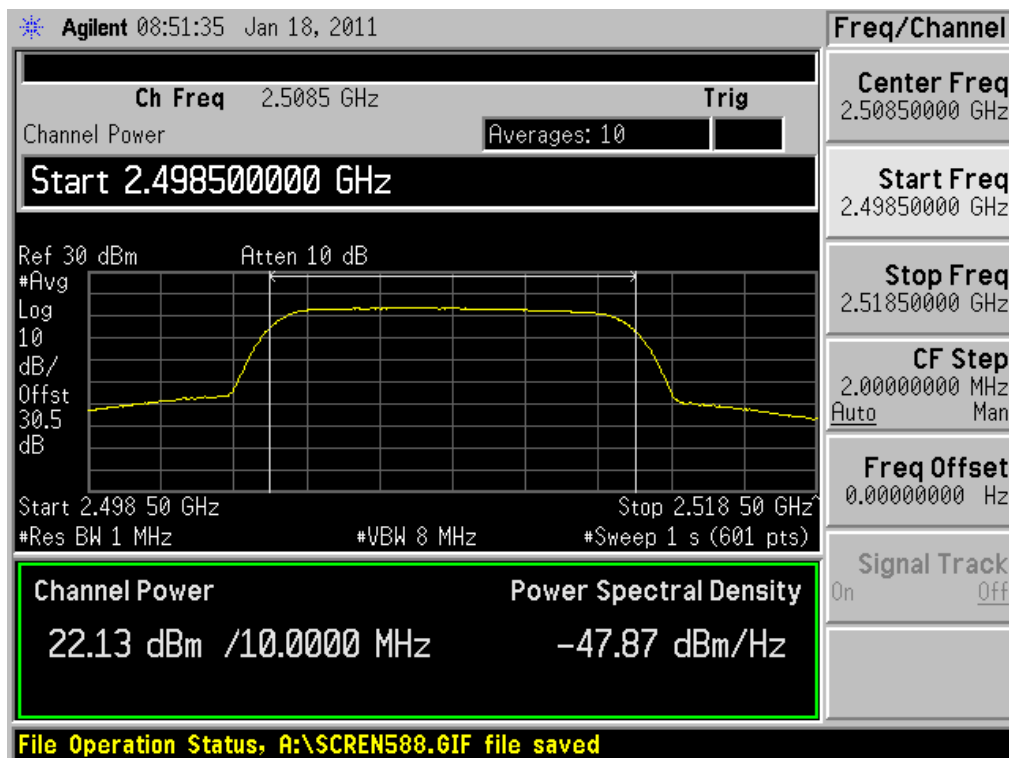 Agilent 08:51:35 Jan 18, 2011
Freq/Channel
Ch Freq 2.5085 GHz Trig
Channel Power Averages: 10
Start 2.498500000 GHz
Ref 30 dBm Atten 10 dB
#Avg
Log
10
dB/
Offst
30.5
dB
Start 2.498 50 GHz Stop 2.518 50 GHz^
#Res BW 1 MHz #VBW 8 MHz #Sweep 1 s (601 pts)
Channel Power Power Spectral Density
22.13 dBm /10.0000 MHz -47.87 dBm/Hz
File Operation Status, A:\SCREN588.GIF file saved
Center Freq
2.50850000 GHz
Start Freq
2.49850000 GHz
Stop Freq
2.51850000 GHz
CF Step
2.00000000 MHz
Auto Man
Freq Offset
0.00000000 Hz
Signal Track
On Off